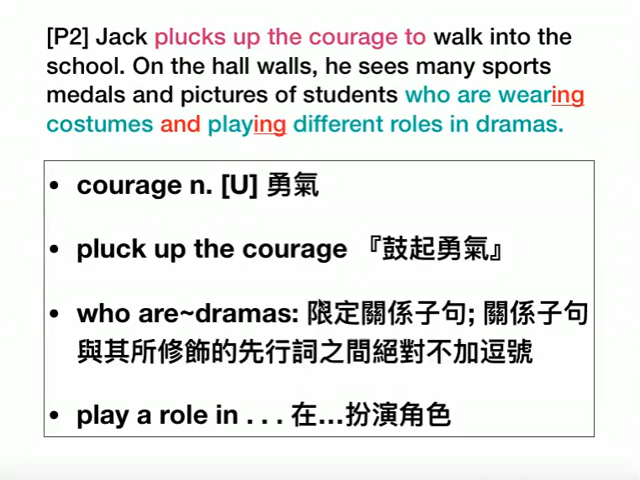 [P2] Jack plucks up the courage to walk into the
school. On the hall walls, he sees many sports
medals and pictures of students who are wearing
costumes and playing different roles in dramas.
• courage n. [U] 勇氣
• pluck up the courage 『鼓起勇氣』
• who are~dramas: 限定關係子句; 關係子句
與其所修飾的先行詞之間絕對不加逗號
• play a role in . . . 在…扮演角色